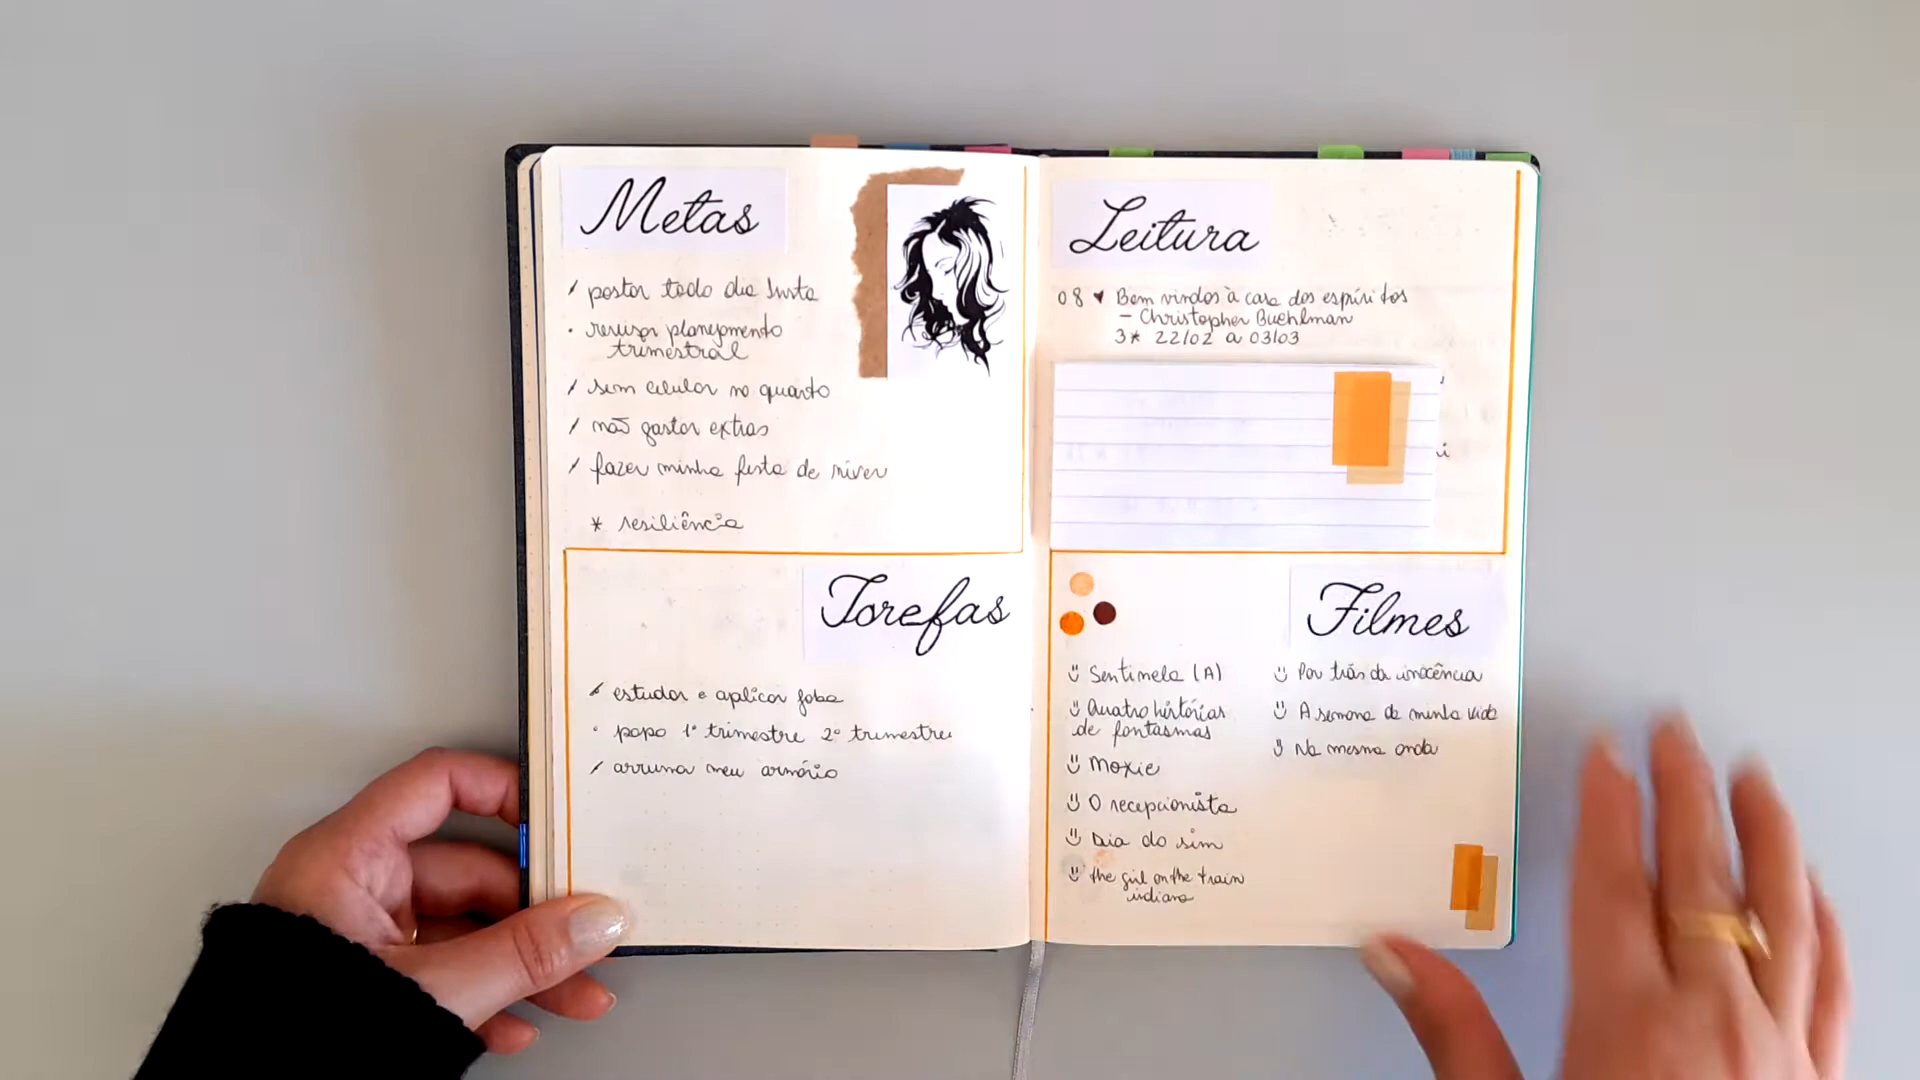 Metas
/ postar todo dia Insta
• revisar planejamento
trimestral
/ sem celular no quarto
/ não gastar extras
/ fazer minha festa de niver
* resiliência
Tarefas
/ estudar e aplicar
• papo 1º trimestre 2º trimestre
/ arrumar meu armário
Leitura
08 ♥ Bem vindos à casa dos espíritos
– Christopher Buehlman
3* 22/02 a 03/03
Filmes
Sentinela (A)
Quatro histórias
de fantasmas
Moxie
O recepcionista
Dia do sim
the girl on the train
indiano
Por trás da inocência
A semana da minha vida
Na mesma onda